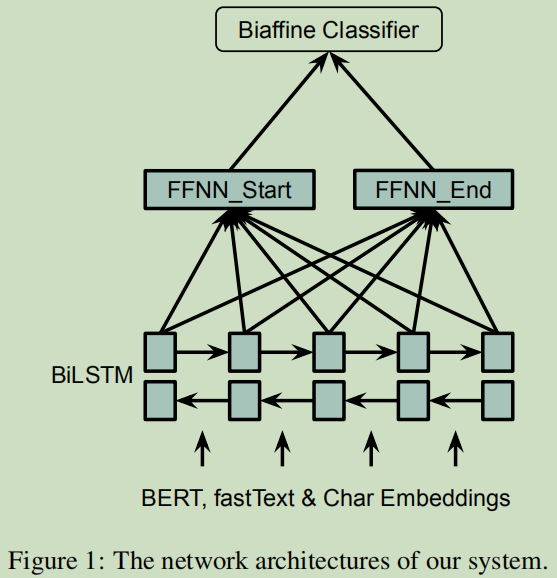 Biaffine Classifier
FFNN_Start
FFNN_End
BiLSTM
BERT, fastText & Char Embeddings
Figure 1: The network architectures of our system.